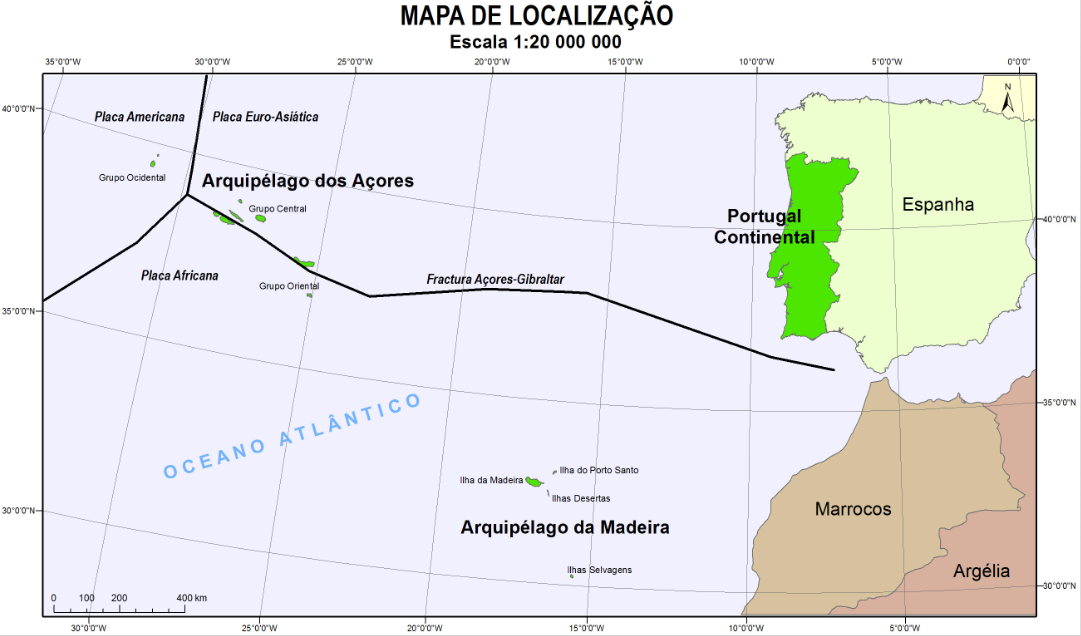 MAPA DE LOCALIZAÇÃO
Escala 1:20 000 000
35°0'0"W 30°0'0"W 25°0'0"W 20°0'0"W 15°0'0"W 10°0'0"W 5°0'0"W 0°0'0"
N
40°0'0"N
Placa Americana
Placa Euro-Asiática
Grupo Ocidental
Arquipélago dos Açores
Grupo Central
Espanha
Portugal
Continental
40°0'0"N
Placa Africana
Fractura Açores-Gibraltar
Grupo Oriental
35°0'0"N
35°0'0"N
OCEANO ATLÂNTICO
Ilha do Porto Santo
Ilha da Madeira
Ilhas Desertas
30°0'0"N
Marrocos
Arquipélago da Madeira
Ilhas Selvagens
Argélia
30°0'0"N
0 100 200 400 km
30°0'0"W 25°0'0"W 20°0'0"W 15°0'0"W 10°0'0"W 5°0'0"W